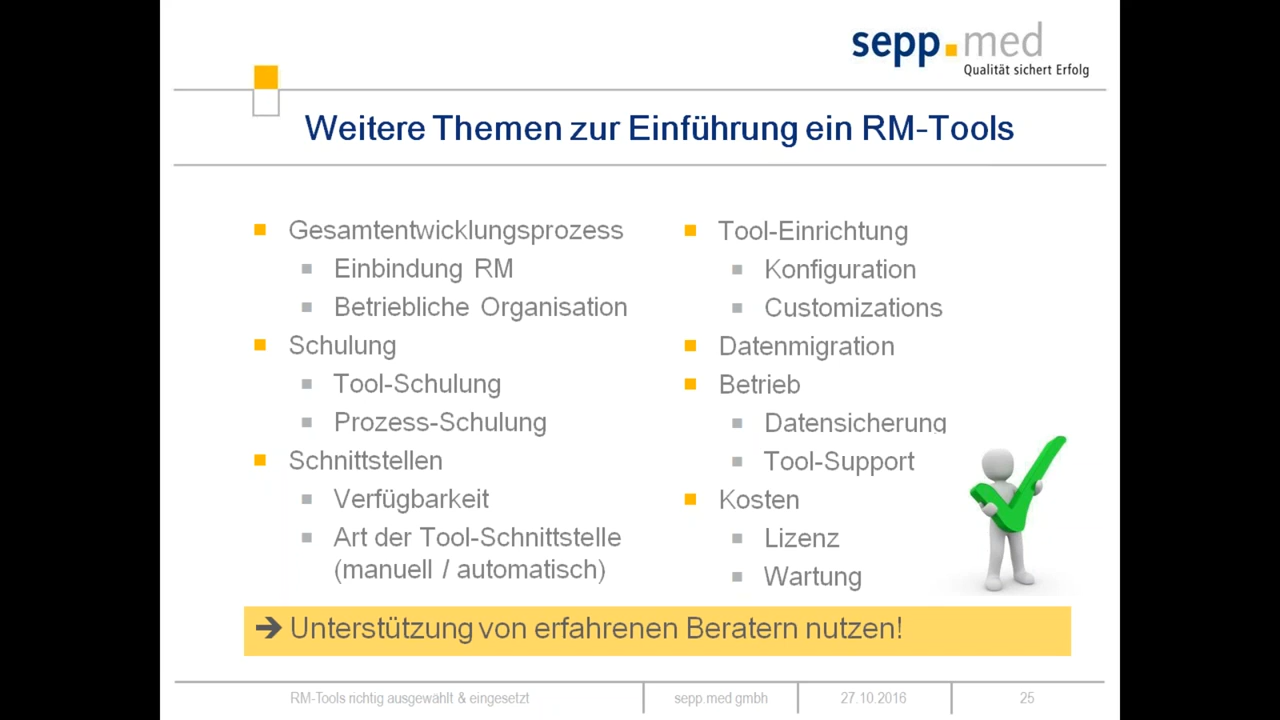 sepp.med
Qualität sichert Erfolg
Weitere Themen zur Einführung ein RM-Tools
Gesamtentwicklungsprozess
Einbindung RM
Betriebliche Organisation
Schulung
Tool-Schulung
Prozess-Schulung
Schnittstellen
Verfügbarkeit
Art der Tool-Schnittstelle
(manuell / automatisch)
Tool-Einrichtung
Konfiguration
Customizations
Datenmigration
Betrieb
Datensicherung
Tool-Support
Kosten
Lizenz
Wartung
➔ Unterstützung von erfahrenen Beratern nutzen!
RM-Tools richtig ausgewählt & eingesetzt
sepp.med gmbh
27.10.2016
25